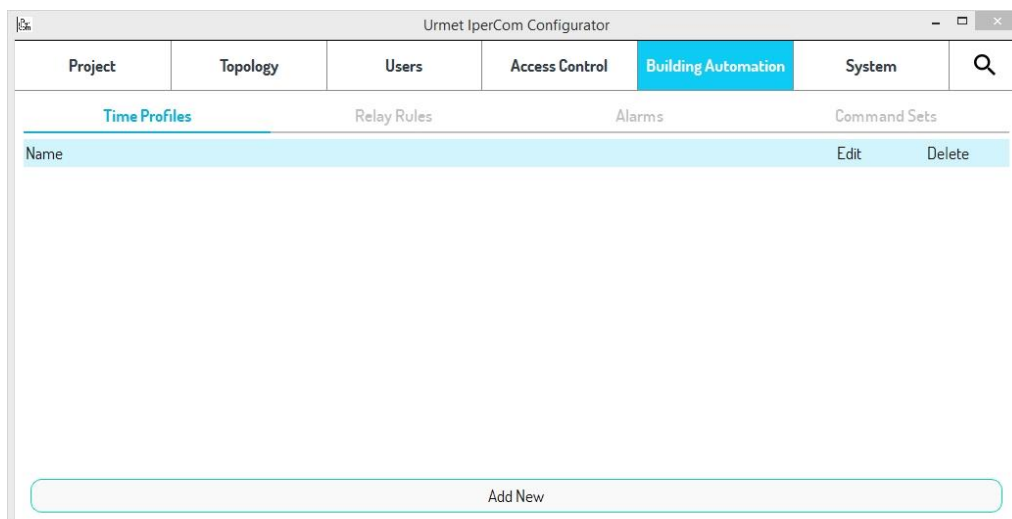 Urmet IperCom Configurator
Project Topology Users Access Control Building Automation System
Time Profiles Relay Rules Alarms Command Sets
Name Edit Delete
Add New